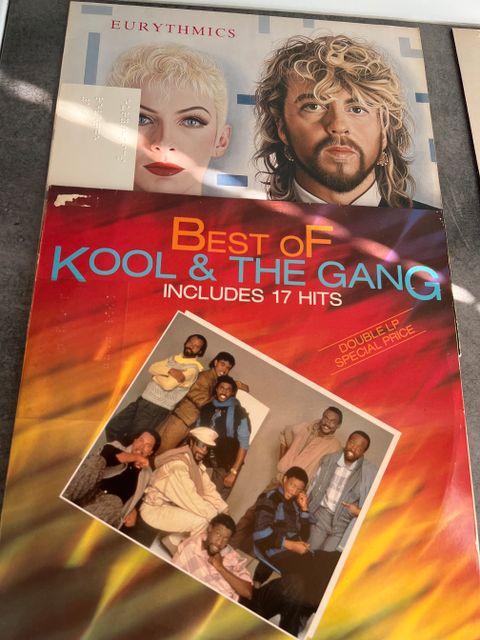 EURYTHMICS
BEST OF
KOOL & THE GANG
INCLUDES 17 HITS
DOUBLE LP
SPECIAL PRICE